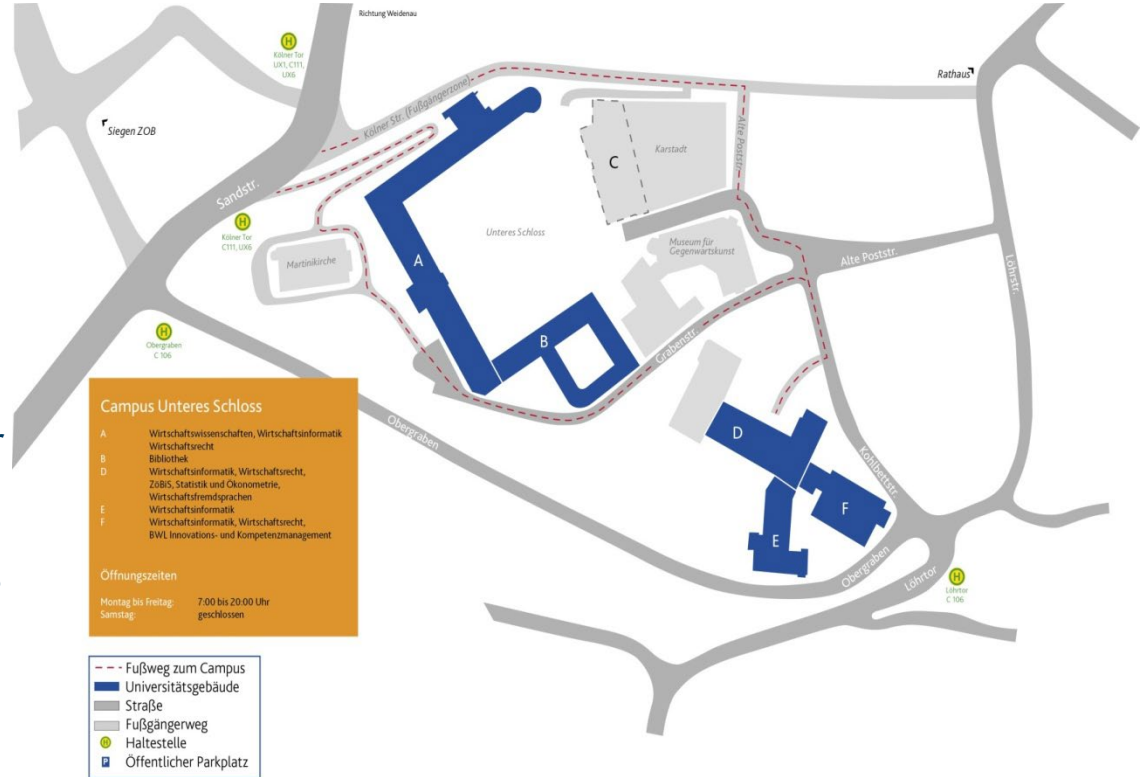 Richtung Weidenau
H
Kölner Tor
UX1, C111,
UX6
Rathaus
Siegen ZOB
Kölner Str. (Fußgängerzone)
Alte Poststr.
Karstadt
C
Sandstr.
H
Kölner Tor
C111, UX6
Unteres Schloss
Museum für
Gegenwartskunst
Martinikirche
A
Alte Poststr.
Löhrstr.
H
Obergraben
C 106
B
Grabenstr.
Campus Unteres Schloss
A Wirtschaftswissenschaften, Wirtschaftsinformatik
Wirtschaftsrecht
B Bibliothek
D Wirtschaftsinformatik, Wirtschaftsrecht,
ZöBiS, Statistik und Ökonometrie,
Wirtschaftsfremdsprachen
E Wirtschaftsinformatik
F Wirtschaftsinformatik, Wirtschaftsrecht,
BWL Innovations- und Kompetenzmanagement
Öffnungszeiten
Montag bis Freitag: 7:00 bis 20:00 Uhr
Samstag: geschlossen
Obergraben
D
Kohlbettstr.
F
E
Obergraben
Löhrtor
H
Löhrtor
C 106
Fußweg zum Campus
Universitätsgebäude
Straße
Fußgängerweg
H Haltestelle
P Öffentlicher Parkplatz